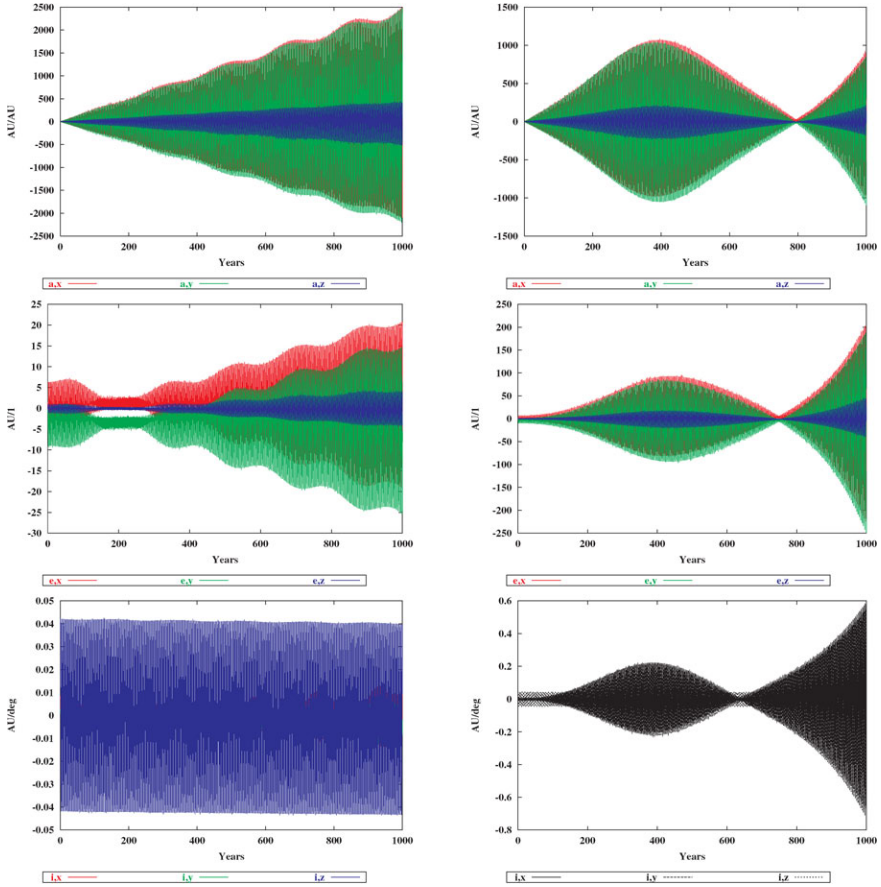 2500
2000
1500
1000
500
0
-500
-1000
-1500
-2000
-2500
AU/AU
0 200 400 600 800 1000
Years
a,x a,y a,z
1500
1000
500
0
-500
-1000
-1500
AU/AU
0 200 400 600 800 1000
Years
a,x a,y a,z
25
20
15
10
5
0
-5
-10
-15
-20
-25
-30
AU/1
0 200 400 600 800 1000
Years
e,x e,y e,z
250
200
150
100
50
0
-50
-100
-150
-200
-250
AU/1
0 200 400 600 800 1000
Years
e,x e,y e,z
0.05
0.04
0.03
0.02
0.01
0
-0.01
-0.02
-0.03
-0.04
-0.05
AU/deg
0 200 400 600 800 1000
Years
i,x i,y i,z
0.6
0.4
0.2
0
-0.2
-0.4
-0.6
-0.8
AU/deg
0 200 400 600 800 1000
Years
i,x i,y i,z